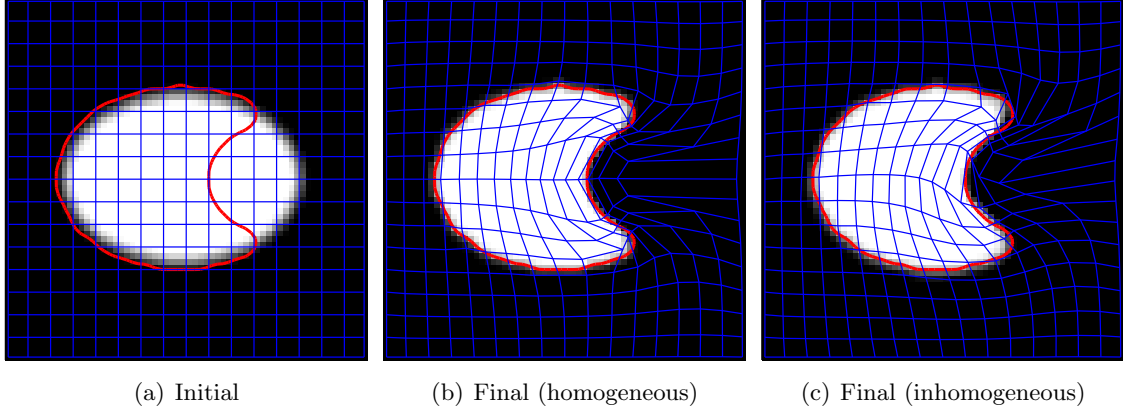 (a) Initial
(b) Final (homogeneous)
(c) Final (inhomogeneous)